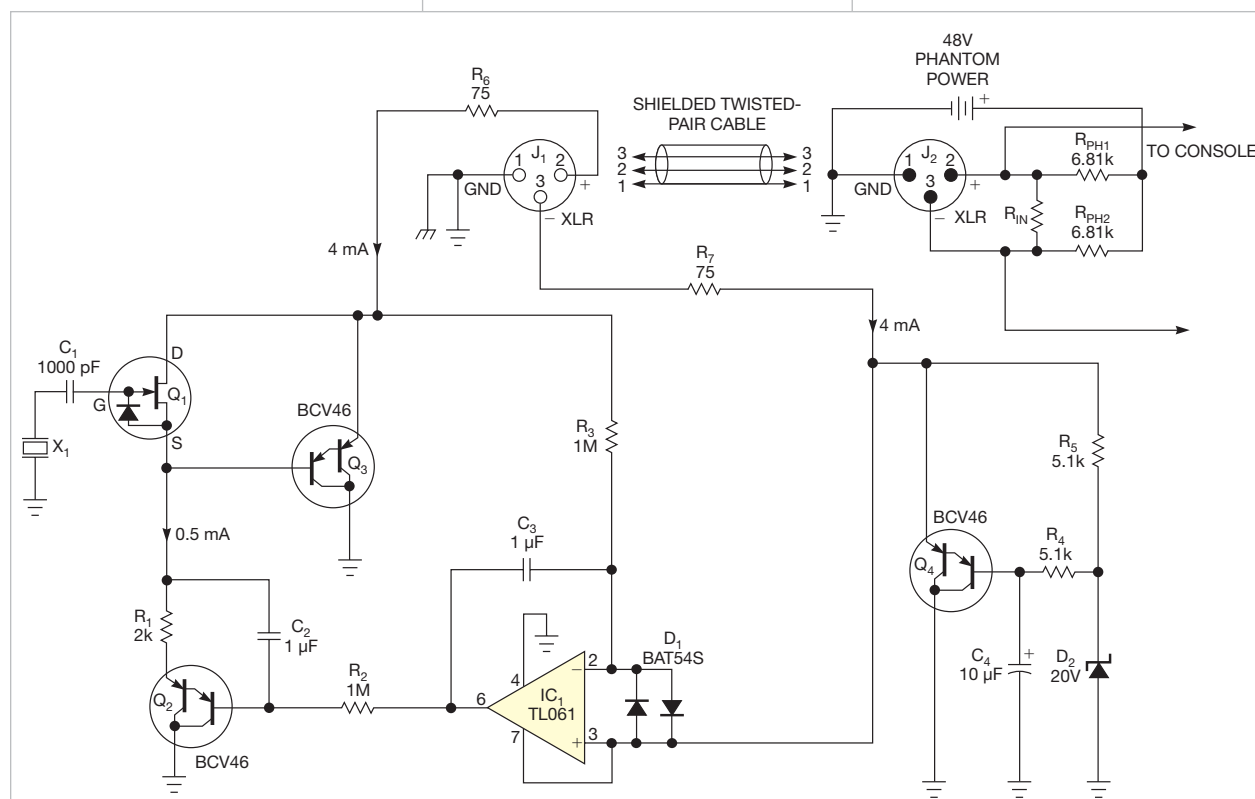 48V
PHANTOM
POWER
R6
75
SHIELDED TWISTED-
PAIR CABLE
J1
1 2
3
GND
+
− XLR
3
2
1
3
2
1
J2
1 2
3
GND
+
− XLR
RIN
RPH1
6.81k
RPH2
6.81k
TO CONSOLE
4 mA
R7
75
4 mA
C1
1000 pF
D
G
Q1
S
X1
BCV46
Q3
R3
1M
0.5 mA
C3
1 µF
R1
2k
C2
1 µF
Q2
BCV46
R2
1M
4
6
IC1
TL061
7
2
−
3
+
D1
BAT54S
BCV46
Q4
R5
5.1k
R4
5.1k
C4
10 µF
+
D2
20V